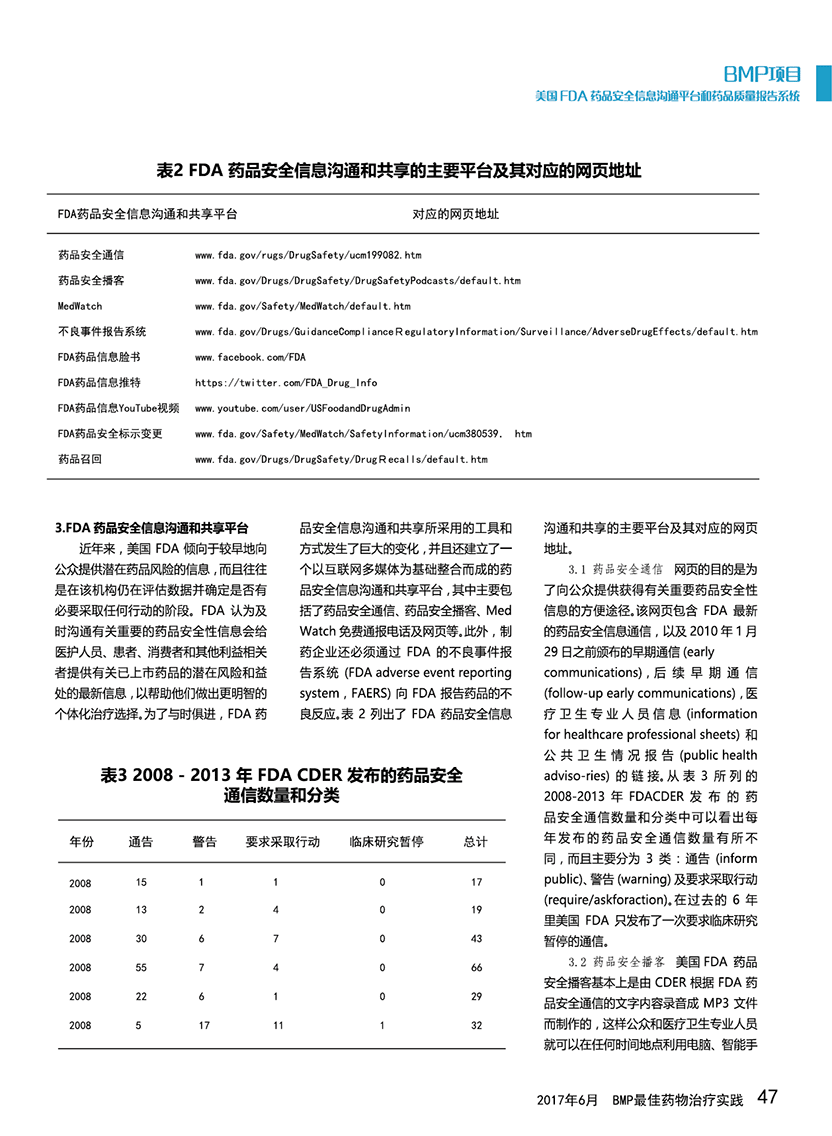 BMP项目
美国 FDA 药品安全信息沟通平台和药品质量报告系统
表2 FDA 药品安全信息沟通和共享的主要平台及其对应的网页地址
FDA药品安全信息沟通和共享平台 对应的网页地址
药品安全通信 www.fda.gov/rugs/DrugSafety/ucm199082.htm
药品安全播客 www.fda.gov/Drugs/DrugSafety/DrugSafetyPodcasts/default.htm
MedWatch www.fda.gov/Safety/MedWatch/default.htm
不良事件报告系统 www.fda.gov/Drugs/GuidanceComplianceRegulatoryInformation/Surveillance/AdverseDrugEffects/default.htm
FDA药品信息脸书 www.facebook.com/FDA
FDA药品信息推特 https://twitter.com/FDA_Drug_Info
FDA药品信息YouTube视频 www.youtube.com/user/USFoodandDrugAdmin
FDA药品安全标示变更 www.fda.gov/Safety/MedWatch/SafetyInformation/ucm380539. htm
药品召回 www.fda.gov/Drugs/DrugSafety/DrugRecalls/default.htm
3.FDA 药品安全信息沟通和共享平台
近年来，美国 FDA 倾向于较早地向
公众提供潜在药品风险的信息，而且往往
是在该机构仍在评估数据并确定是否有
必要采取任何行动的阶段。FDA 认为及
时沟通有关重要的药品安全性信息会给
医护人员、患者、消费者和其他利益相关
者提供有关已上市药品的潜在风险和益
处的最新信息，以帮助他们做出更明智的
个体化治疗选择。为了与时俱进，FDA 药
品安全信息沟通和共享所采用的工具和
方式发生了巨大的变化，并且还建立了一
个以互联网多媒体为基础整合而成的药
品安全信息沟通和共享平台，其中主要包
括了药品安全通信、药品安全播客、Med
Watch 免费通报电话及网页等。此外，制
药企业还必须通过 FDA 的不良事件报
告系统 (FDA adverse event reporting
system，FAERS) 向 FDA 报告药品的不
良反应。表 2 列出了 FDA 药品安全信息
沟通和共享的主要平台及其对应的网页
地址。
3.1 药品安全通信 网页的目的是为
了向公众提供获得有关重要药品安全性
信息的方便途径。该网页包含 FDA 最新
的药品安全信息通信，以及 2010 年 1 月
29 日之前颁布的早期通信 (early
communications)，后续早期通信
(follow-up early communications)，医
疗卫生专业人员信息 (information
for healthcare professional sheets) 和
公共卫生情况报告 (public health
adviso-ries) 的链接。从表 3 所列的
2008-2013 年 FDACDER 发布的药
品安全通信数量和分类中可以看出每
年发布的药品安全通信数量有所不
同，而且主要分为 3 类：通告 (inform
public)、警告 (warning) 及要求采取行动
(require/askforaction)。在过去的 6 年
里美国 FDA 只发布了一次要求临床研究
暂停的通信。
3.2 药品安全播客 美国 FDA 药品
安全播客基本上是由 CDER 根据 FDA 药
品安全通信的文字内容录音成 MP3 文件
而制作的，这样公众和医疗卫生专业人员
就可以在任何时间地点利用电脑、智能手
表3 2008 - 2013 年 FDA CDER 发布的药品安全
通信数量和分类
年份 通告 警告 要求采取行动 临床研究暂停 总计
2008 15 1 1 0 17
2008 13 2 4 0 19
2008 30 6 7 0 43
2008 55 7 4 0 66
2008 22 6 1 0 29
2008 5 17 11 1 32
2017年6月 BMP最佳药物治疗实践 47